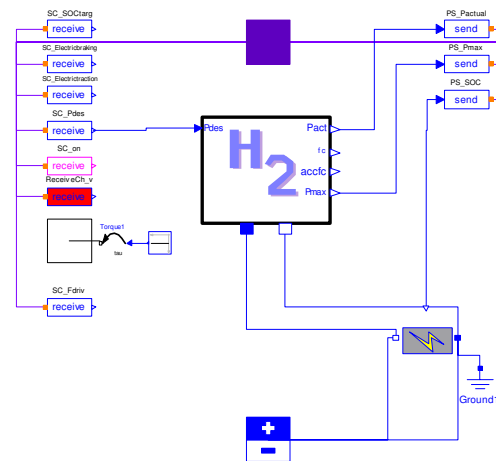 SC_SOCtarg
receive
SC_Electricbraking
receive
SC_Electrictraction
receive
SC_Pdes
receive
SC_on
receive
ReceiveCh_v
receive
Torque1
tau
SC_Fdriv
receive
Pdes
H2
Pact
fc
accfc
Pmax
PS_Pactual
send
PS_Pmax
send
PS_SOC
send
Ground1
+
-